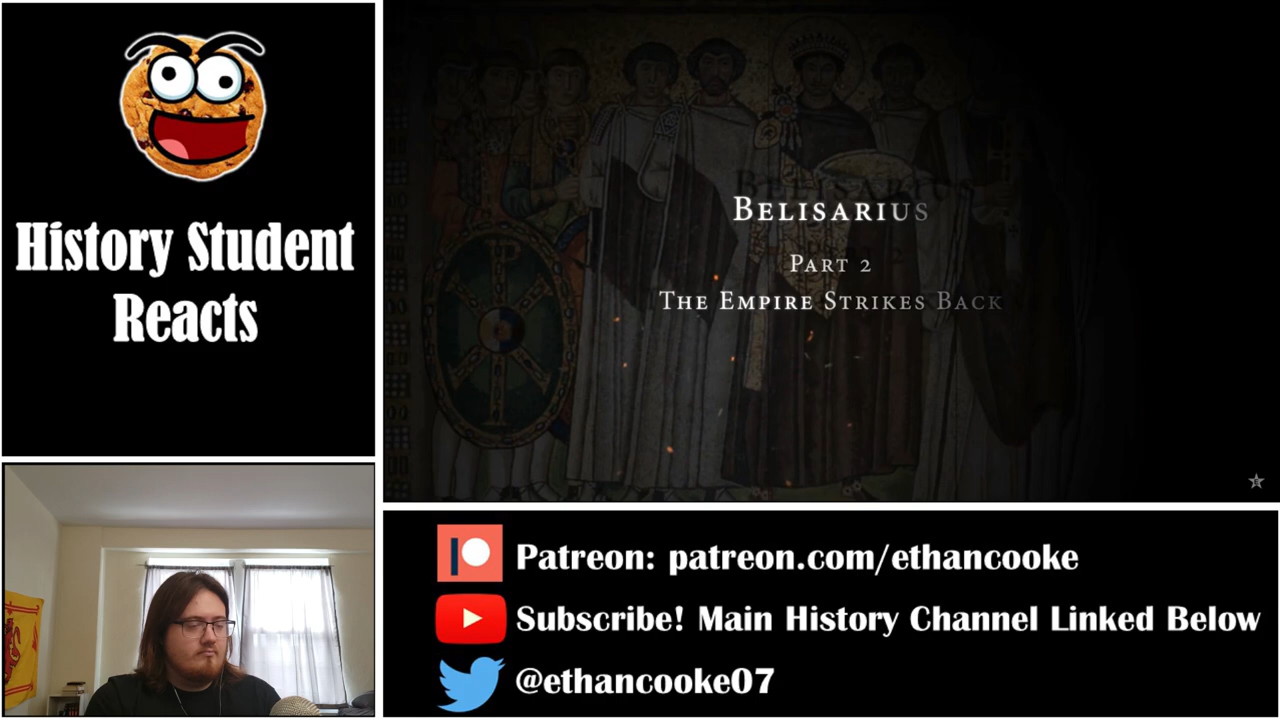 History Student
Reacts
BELISARIUS
PART 2
THE EMPIRE STRIKES BACK
Patreon: patreon.com/ethancooke
Subscribe! Main History Channel Linked Below
@ethancooke07